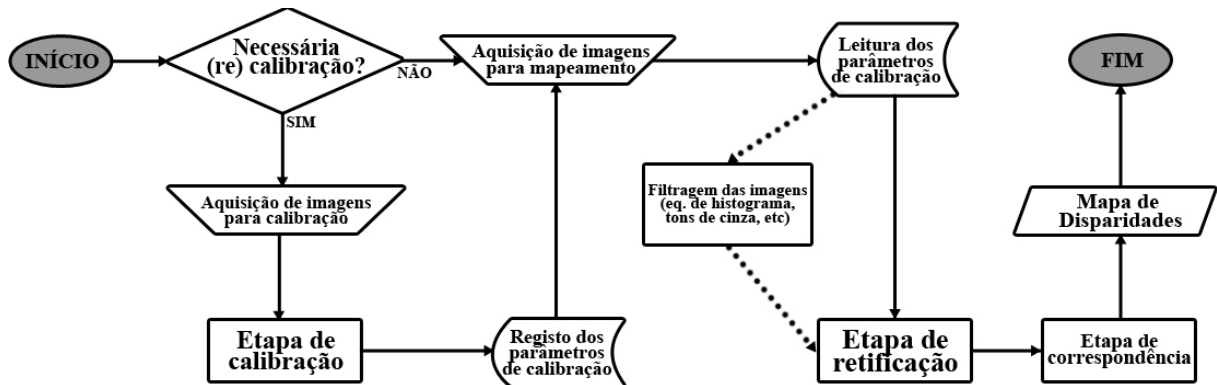 INÍCIO
Necessária
(re) calibração?
NÃO
SIM
Aquisição de imagens
para calibração
Etapa de
calibração
Registo dos
parâmetros
de calibração
Aquisição de imagens
para mapeamento
Leitura dos
parâmetros
de calibração
Filtragem das imagens
(eq. de histograma,
tons de cinza, etc)
Etapa de
retificação
Etapa de
correspondência
Mapa de
Disparidades
FIM